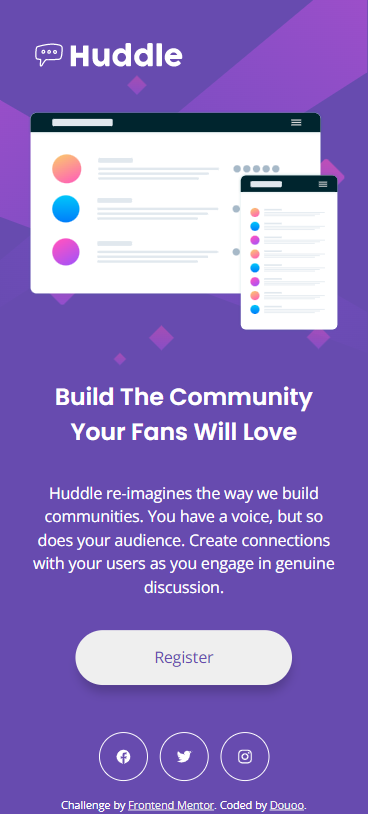 Huddle
Build The Community
Your Fans Will Love
Huddle re-imagines the way we build
communities. You have a voice, but so
does your audience. Create connections
with your users as you engage in genuine
discussion.
Register
Challenge by Frontend Mentor. Coded by Douoo.